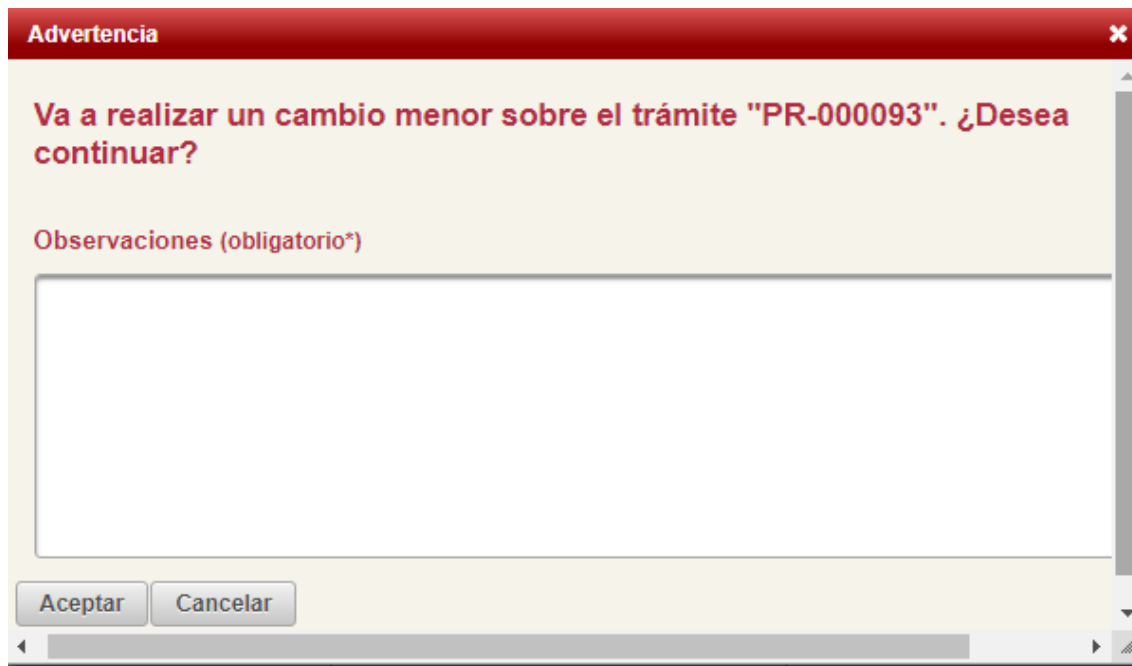 Advertencia
Va a realizar un cambio menor sobre el trámite "PR-000093". ¿Desea
continuar?
Observaciones (obligatorio*)
Aceptar Cancelar